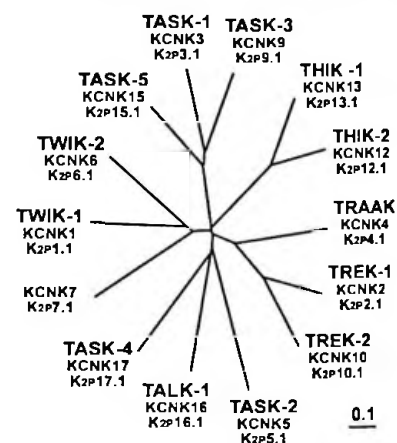 TASK-1
KCNK3
K2P3.1
TASK-3
KCNK9
K2P9.1
THIK -1
KCNK13
K2P13.1
THIK-2
KCNK12
K2P12.1
TRAAK
KCNK4
K2P4.1
TREK-1
KCNK2
K2P2.1
TREK-2
KCNK10
K2P10.1
TASK-2
KCNK5
K2P5.1
TALK-1
KCNK16
K2P16.1
TASK-4
KCNK17
K2P17.1
KCNK7
K2P7.1
TWIK-1
KCNK1
K2P1.1
TWIK-2
KCNK6
K2P6.1
TASK-5
KCNK15
K2P15.1
0.1